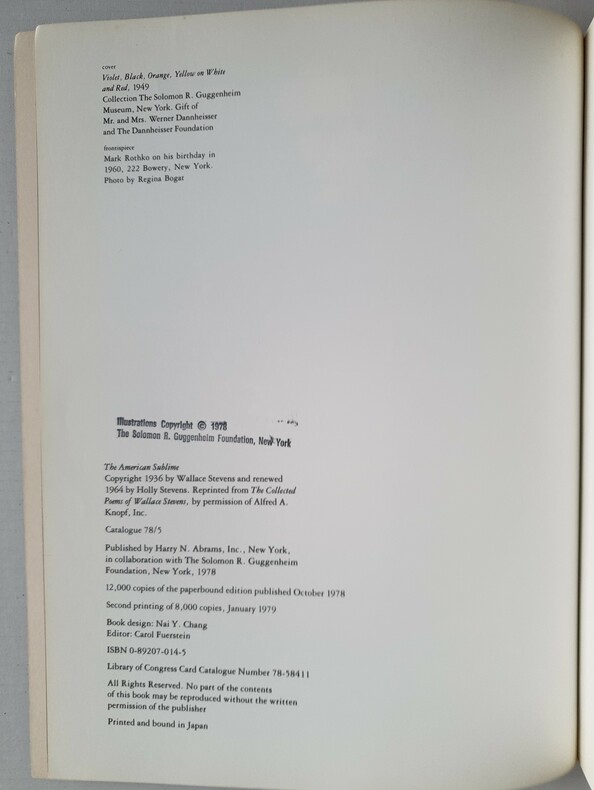 cover
Violet, Black, Orange, Yellow on White
and Red, 1949
Collection The Solomon R. Guggenheim
Museum, New York. Gift of
Mr. and Mrs. Werner Dannheisser
and The Dannheisser Foundation
frontispiece
Mark Rothko on his birthday in
1960, 222 Bowery, New York.
Photo by Regina Bogat
Illustrations Copyright © 1978
The Solomon R. Guggenheim Foundation, New York
The American Sublime
Copyright 1936 by Wallace Stevens and renewed
1964 by Holly Stevens. Reprinted from The Collected
Poems of Wallace Stevens, by permission of Alfred A.
Knopf, Inc.
Catalogue 78/5
Published by Harry N. Abrams, Inc., New York,
in collaboration with The Solomon R. Guggenheim
Foundation, New York, 1978
12,000 copies of the paperbound edition published October 1978
Second printing of 8,000 copies, January 1979
Book design: Nai Y. Chang
Editor: Carol Fuerstein
ISBN 0-89207-014-5
Library of Congress Card Catalogue Number 78-58411
All Rights Reserved. No part of the contents
of this book may be reproduced without the written
permission of the publisher
Printed and bound in Japan